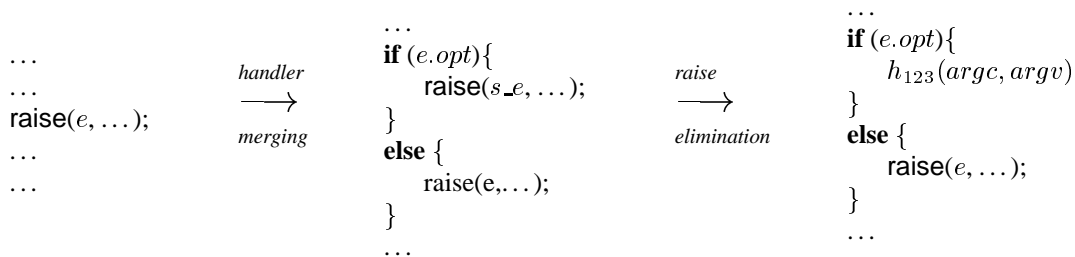 ...
...
raise(e, ...);
...
...
handler
⟶
merging
...
if (e.opt){
raise(s_e, ...);
}
else {
raise(e,...);
}
...
raise
⟶
elimination
...
if (e.opt){
h₁₂₃(argc, argv)
}
else {
raise(e, ...);
}
...